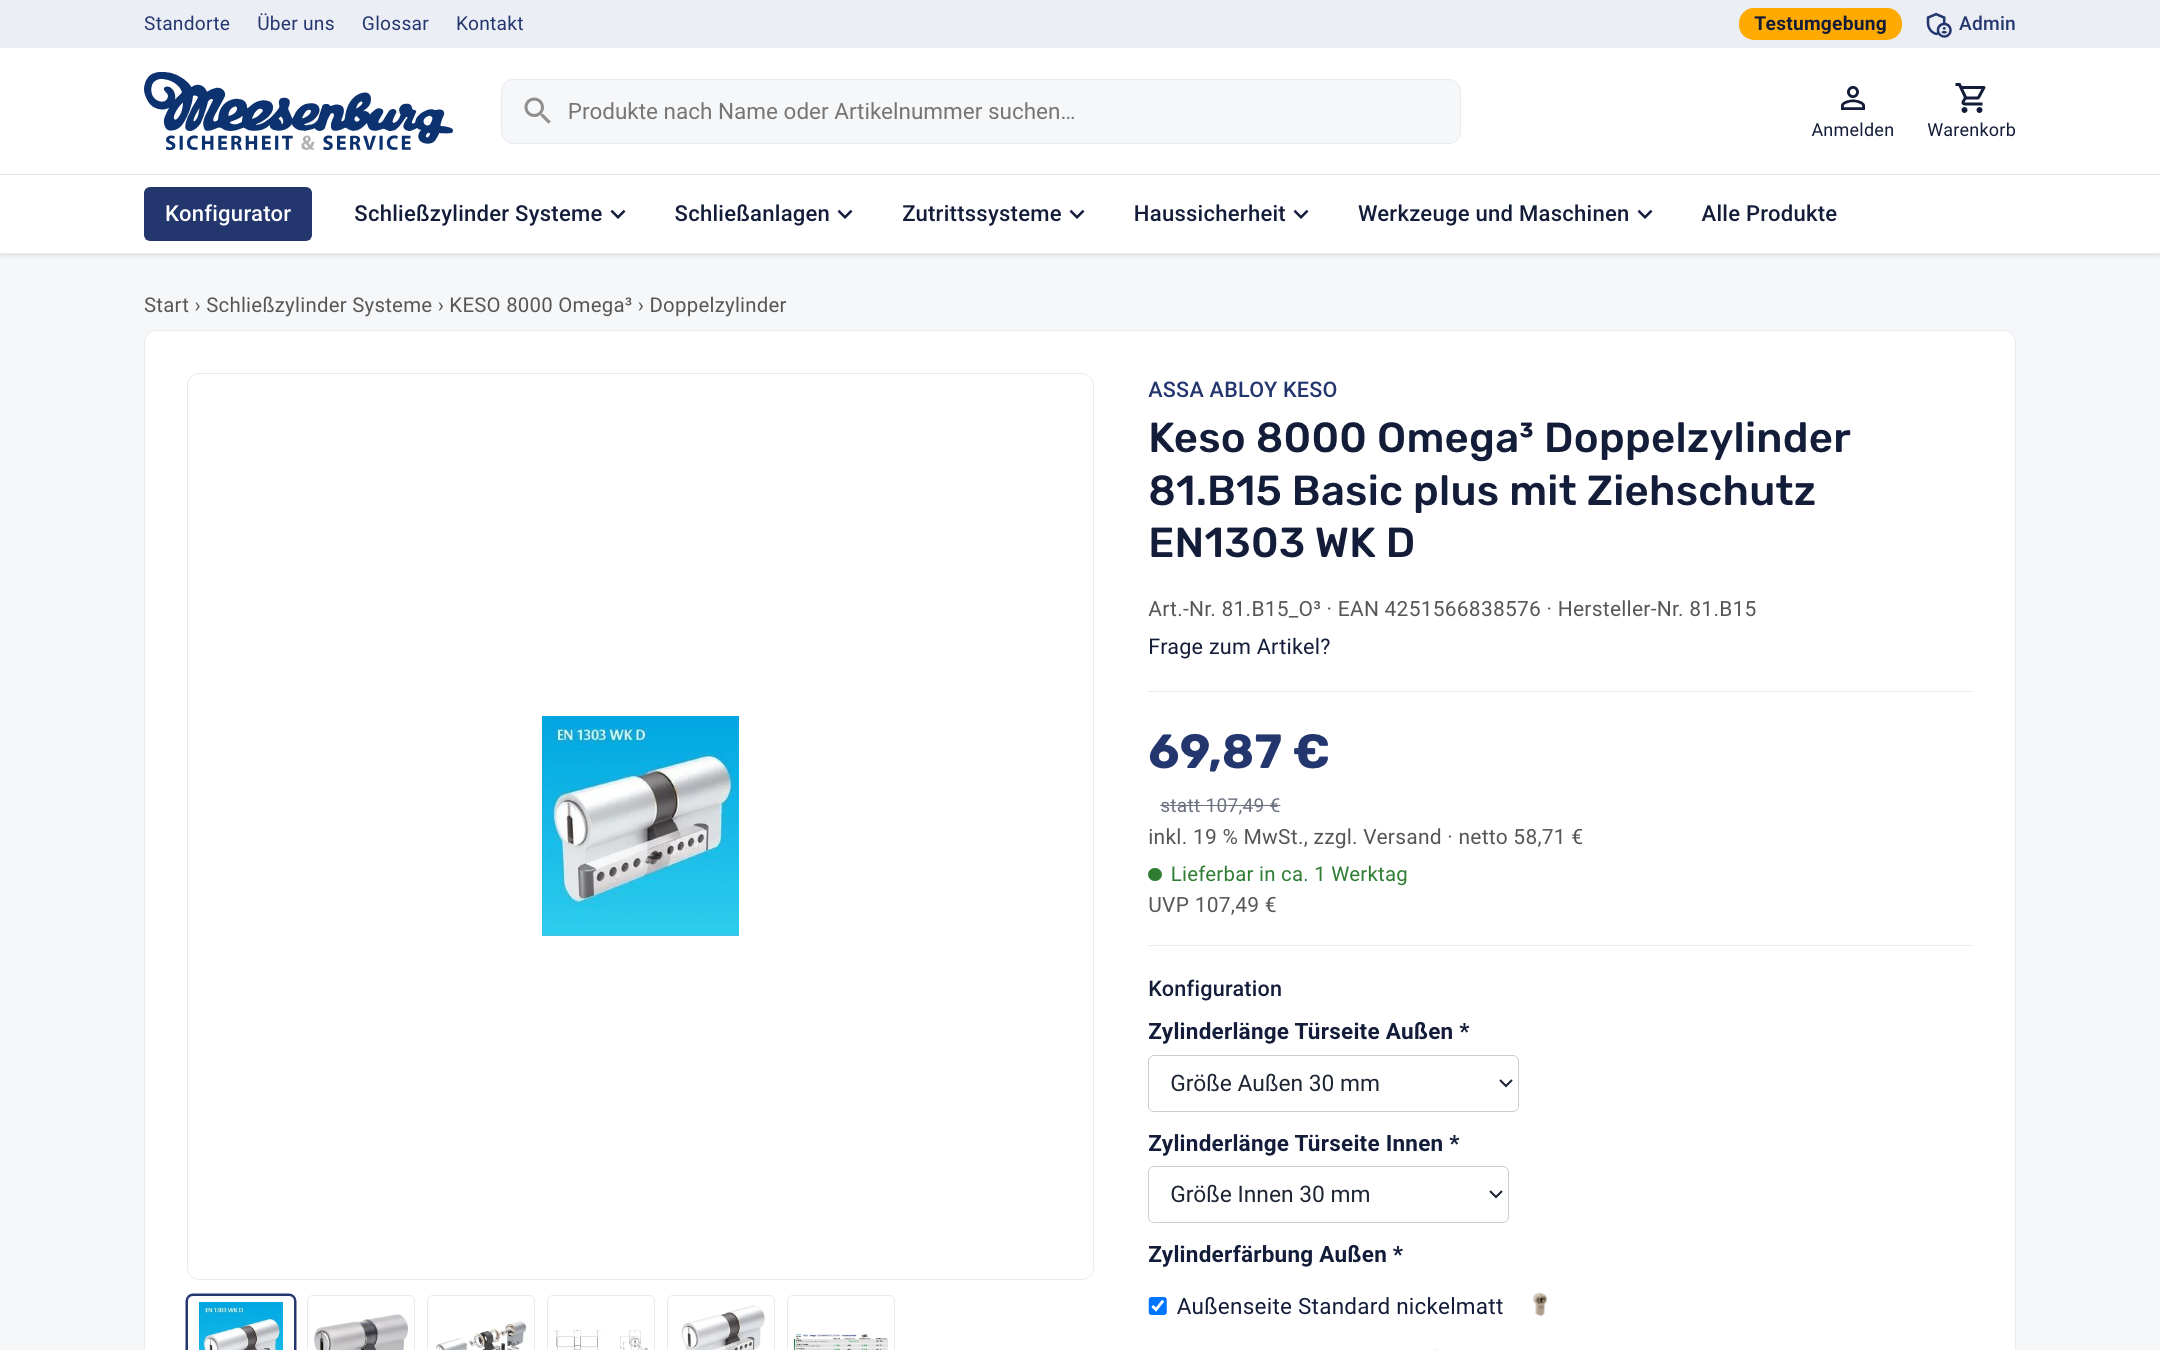 Standorte Über uns Glossar Kontakt Testumgebung Admin
Meesenburg
SICHERHEIT & SERVICE
Produkte nach Name oder Artikelnummer suchen...
Anmelden Warenkorb
Konfigurator Schließzylinder Systeme Schließanlagen Zutrittssysteme Haussicherheit Werkzeuge und Maschinen Alle Produkte
Start › Schließzylinder Systeme › KESO 8000 Omega³ › Doppelzylinder
EN 1303 WK D
EN 1303 WK D
ASSA ABLOY KESO
Keso 8000 Omega³ Doppelzylinder
81.B15 Basic plus mit Ziehschutz
EN1303 WK D
Art.-Nr. 81.B15_O³ · EAN 4251566838576 · Hersteller-Nr. 81.B15
Frage zum Artikel?
69,87 €
statt 107,49 €
inkl. 19 % MwSt., zzgl. Versand · netto 58,71 €
Lieferbar in ca. 1 Werktag
UVP 107,49 €
Konfiguration
Zylinderlänge Türseite Außen *
Größe Außen 30 mm
Zylinderlänge Türseite Innen *
Größe Innen 30 mm
Zylinderfärbung Außen *
Außenseite Standard nickelmatt